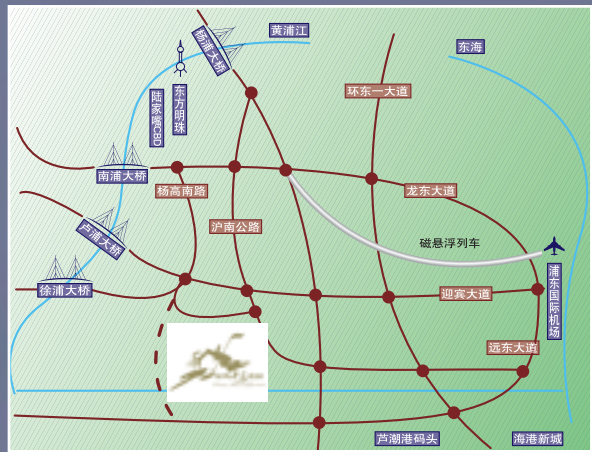 黄浦江
杨浦大桥
东海
东方明珠
陆家嘴CBD
环东一大道
南浦大桥
杨高南路
龙东大道
沪南公路
卢浦大桥
磁悬浮列车
浦东国际机场
徐浦大桥
迎宾大道
远东大道
芦潮港码头
海港新城